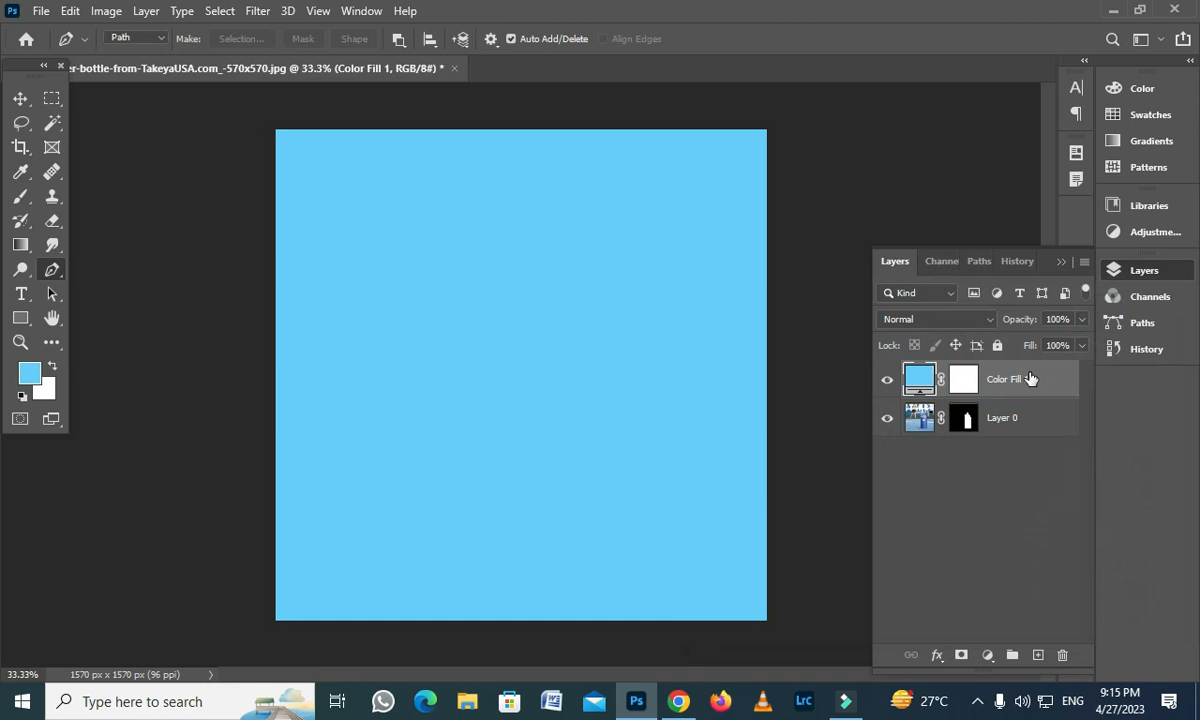 Ps File Edit Image Layer Type Select Filter 3D View Window Help
Path Make: Selection... Mask Shape Auto Add/Delete Align Edges
er-bottle-from-TakeyaUSA.com_-570x570.jpg @ 33.3% (Color Fill 1, RGB/8#) *
Color
Swatches
Gradients
Patterns
Libraries
Adjustme...
Layers
Channels
Paths
History
Layers Channe Paths History
Kind
Normal Opacity: 100%
Lock: Fill: 100%
Color Fill
Layer 0
fx
33.33% 1570 px x 1570 px (96 ppi)
Type here to search
W
Ps
LrC
27°C
ENG
9:15 PM
4/27/2023